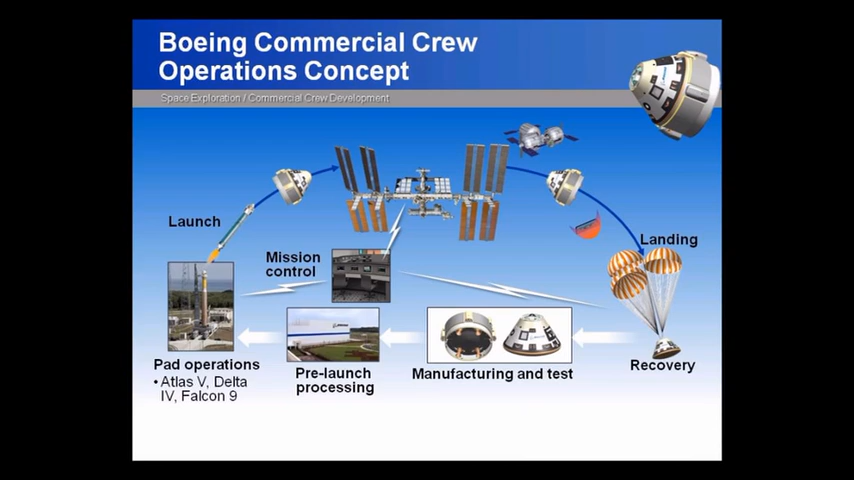 Boeing Commercial Crew
Operations Concept
Space Exploration / Commercial Crew Development
Launch
Mission
control
Landing
Pad operations
• Atlas V, Delta
IV, Falcon 9
Pre-launch
processing
Manufacturing and test
Recovery